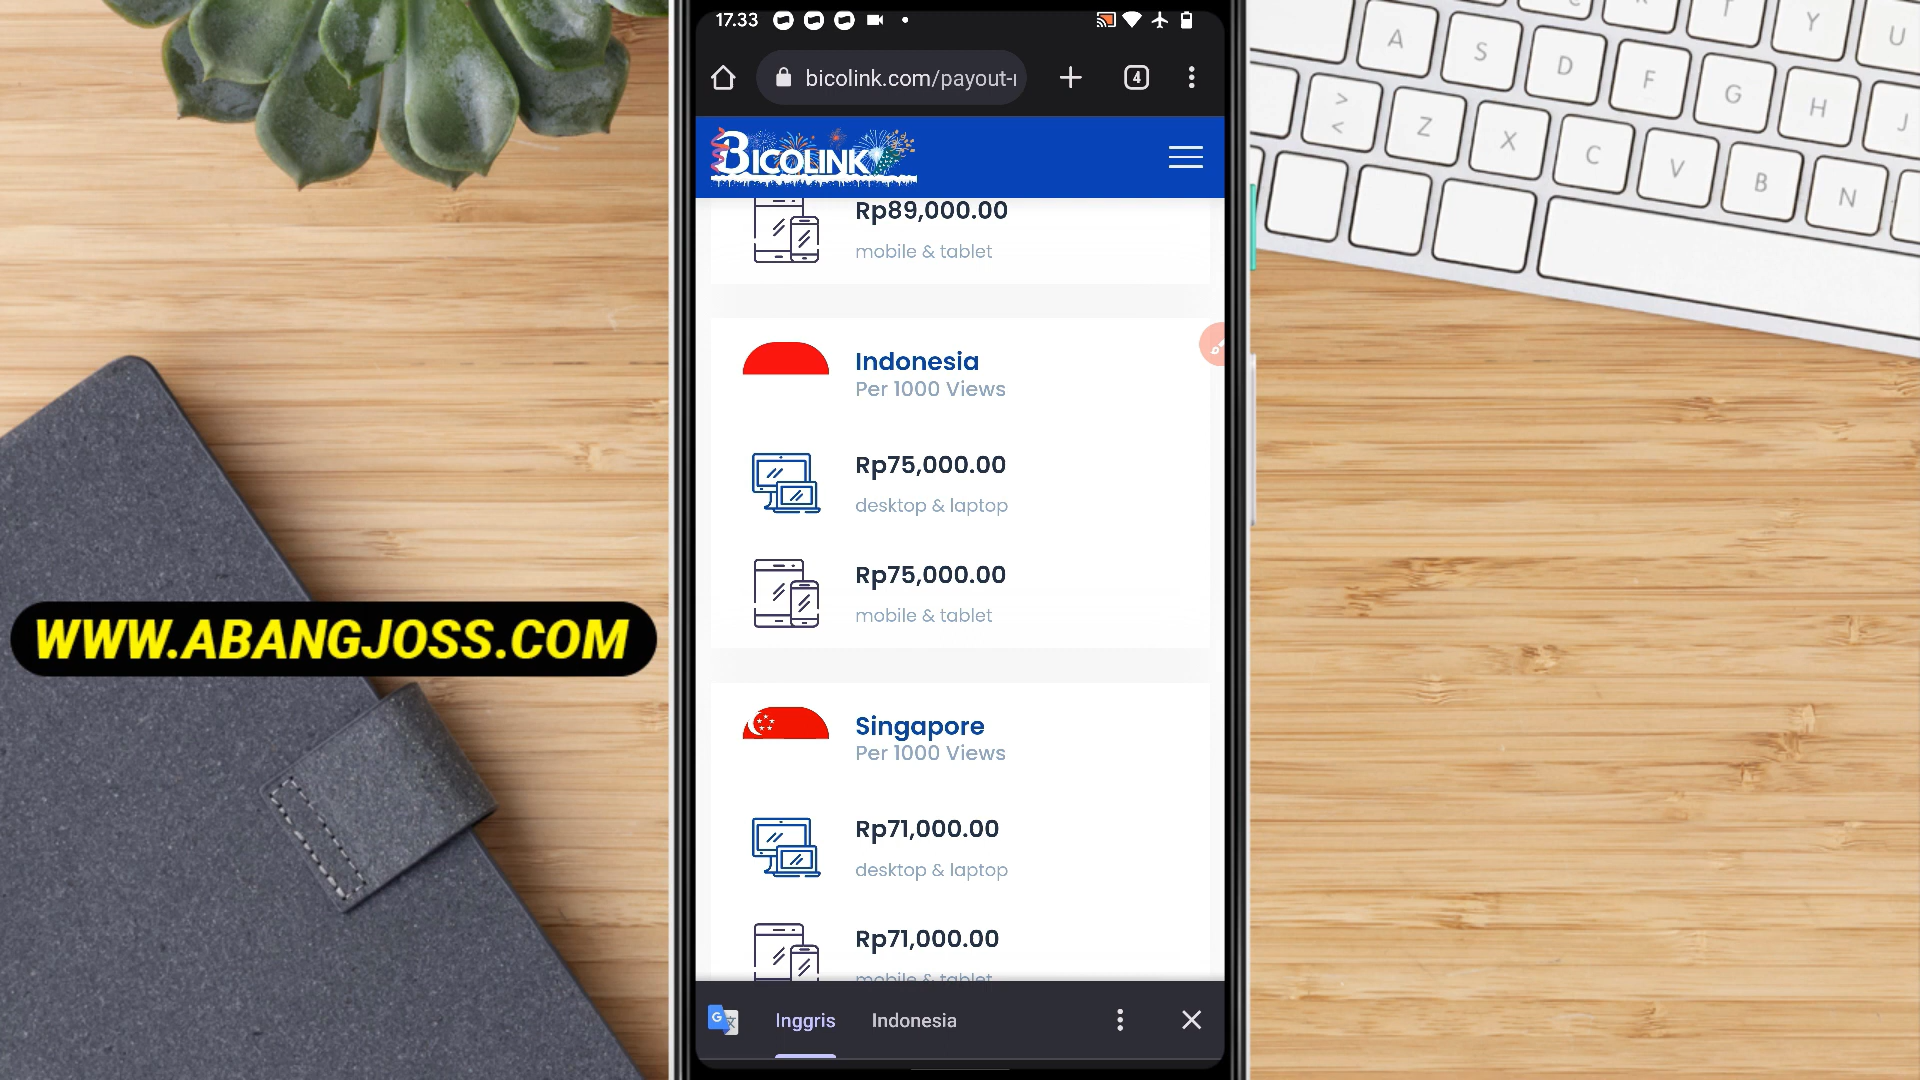 17.33
bicolink.com/payout-r
4
BICOLINK
Rp89,000.00
mobile & tablet
Indonesia
Per 1000 Views
Rp75,000.00
desktop & laptop
Rp75,000.00
mobile & tablet
Singapore
Per 1000 Views
Rp71,000.00
desktop & laptop
Rp71,000.00
mobile & tablet
Inggris
Indonesia
WWW.ABANGJOSS.COM
A
S
D
F
G
H
J
Z
X
C
V
B
N
T
Y
U
>
<